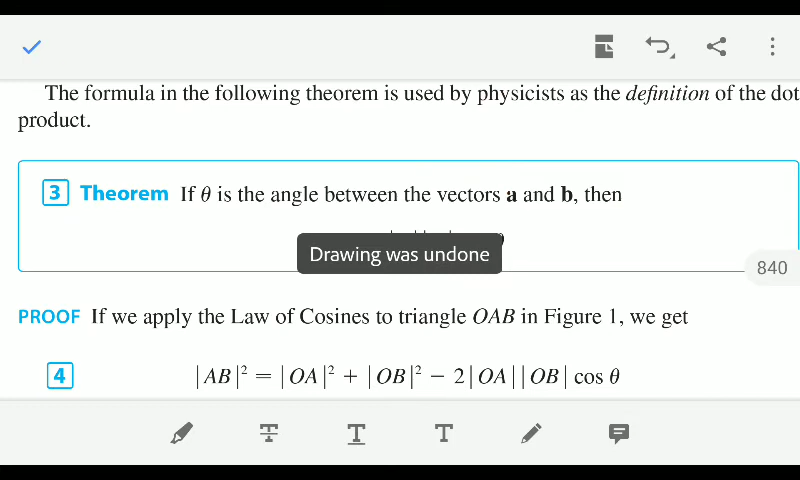 The formula in the following theorem is used by physicists as the definition of the dot
product.
3 Theorem If θ is the angle between the vectors a and b, then
Drawing was undone
840
PROOF If we apply the Law of Cosines to triangle OAB in Figure 1, we get
4 |AB|² = |OA|² + |OB|² − 2|OA||OB| cos θ
T T T